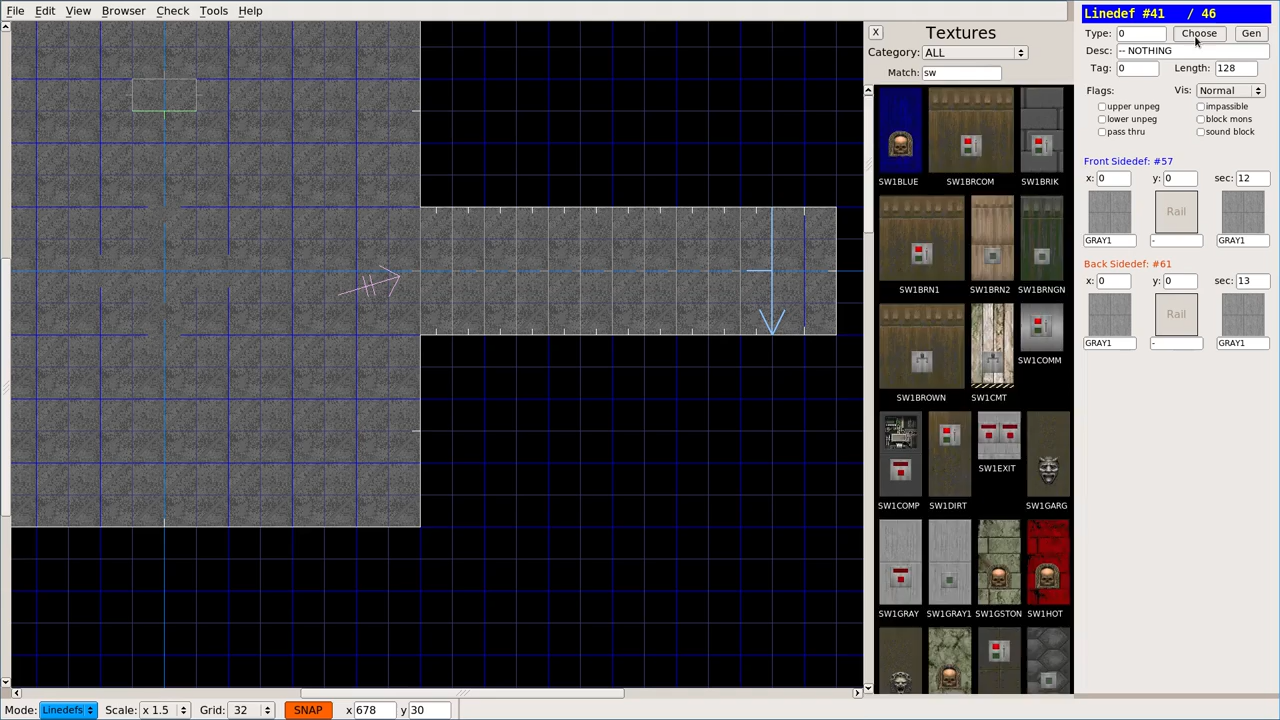 File Edit View Browser Check Tools Help
X Textures
Category: ALL
Match: sw
SW1BLUE SW1BRCOM SW1BRIK
SW1BRN1 SW1BRN2 SW1BRNGN
SW1COMM
SW1BROWN SW1CMT
SW1EXIT
SW1COMP SW1DIRT SW1GARG
SW1GRAY SW1GRAY1 SW1GSTON SW1HOT
Linedef #41 / 46
Type: 0 Choose Gen
Desc: -- NOTHING
Tag: 0 Length: 128
Flags: Vis: Normal
upper unpeg impassible
lower unpeg block mons
pass thru sound block
Front Sidedef: #57
x: 0 y: 0 sec: 12
Rail
GRAY1 - GRAY1
Back Sidedef: #61
x: 0 y: 0 sec: 13
Rail
GRAY1 - GRAY1
Mode: Linedefs Scale: x 1.5 Grid: 32 SNAP x 678 y 30